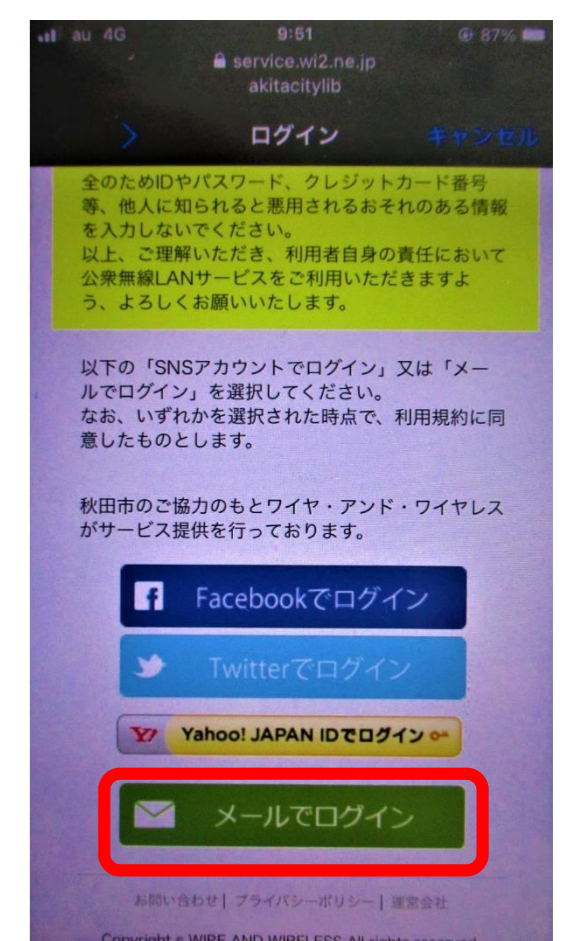 au 4G 9:51 87%
service.wi2.ne.jp
akitacitylib
ログイン キャンセル
全のためIDやパスワード、クレジットカード番号
等、他人に知られると悪用されるおそれのある情報
を入力しないでください。
以上、ご理解いただき、利用者自身の責任において
公衆無線LANサービスをご利用いただきますよ
う、よろしくお願いいたします。
以下の「SNSアカウントでログイン」又は「メー
ルでログイン」を選択してください。
なお、いずれかを選択された時点で、利用規約に同
意したものとします。
秋田市のご協力のもとワイヤ・アンド・ワイヤレス
がサービス提供を行っております。
Facebookでログイン
Twitterでログイン
Y! Yahoo! JAPAN IDでログイン
メールでログイン
お問い合わせ| プライバシーポリシー| 運営会社
Copyright © WIRE AND WIRELESS All rights reserved